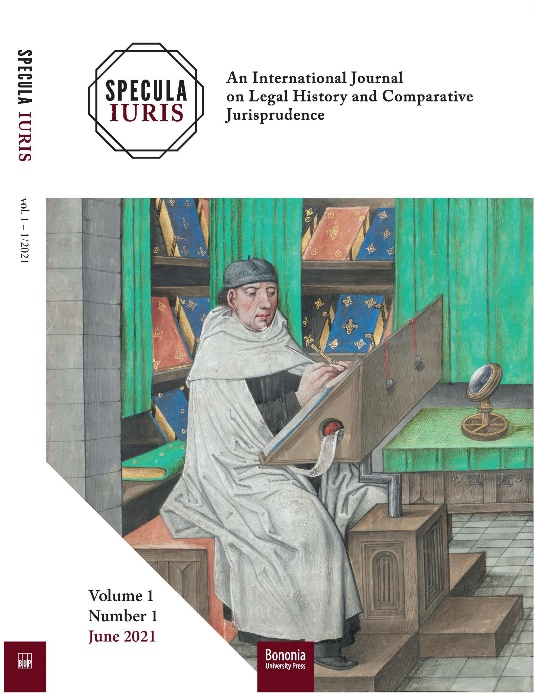 SPECULA IURIS
vol. 1 – 1/2021
BUP
SPECULA
IURIS
An International Journal
on Legal History and Comparative
Jurisprudence
Volume 1
Number 1
June 2021
Bononia
University Press